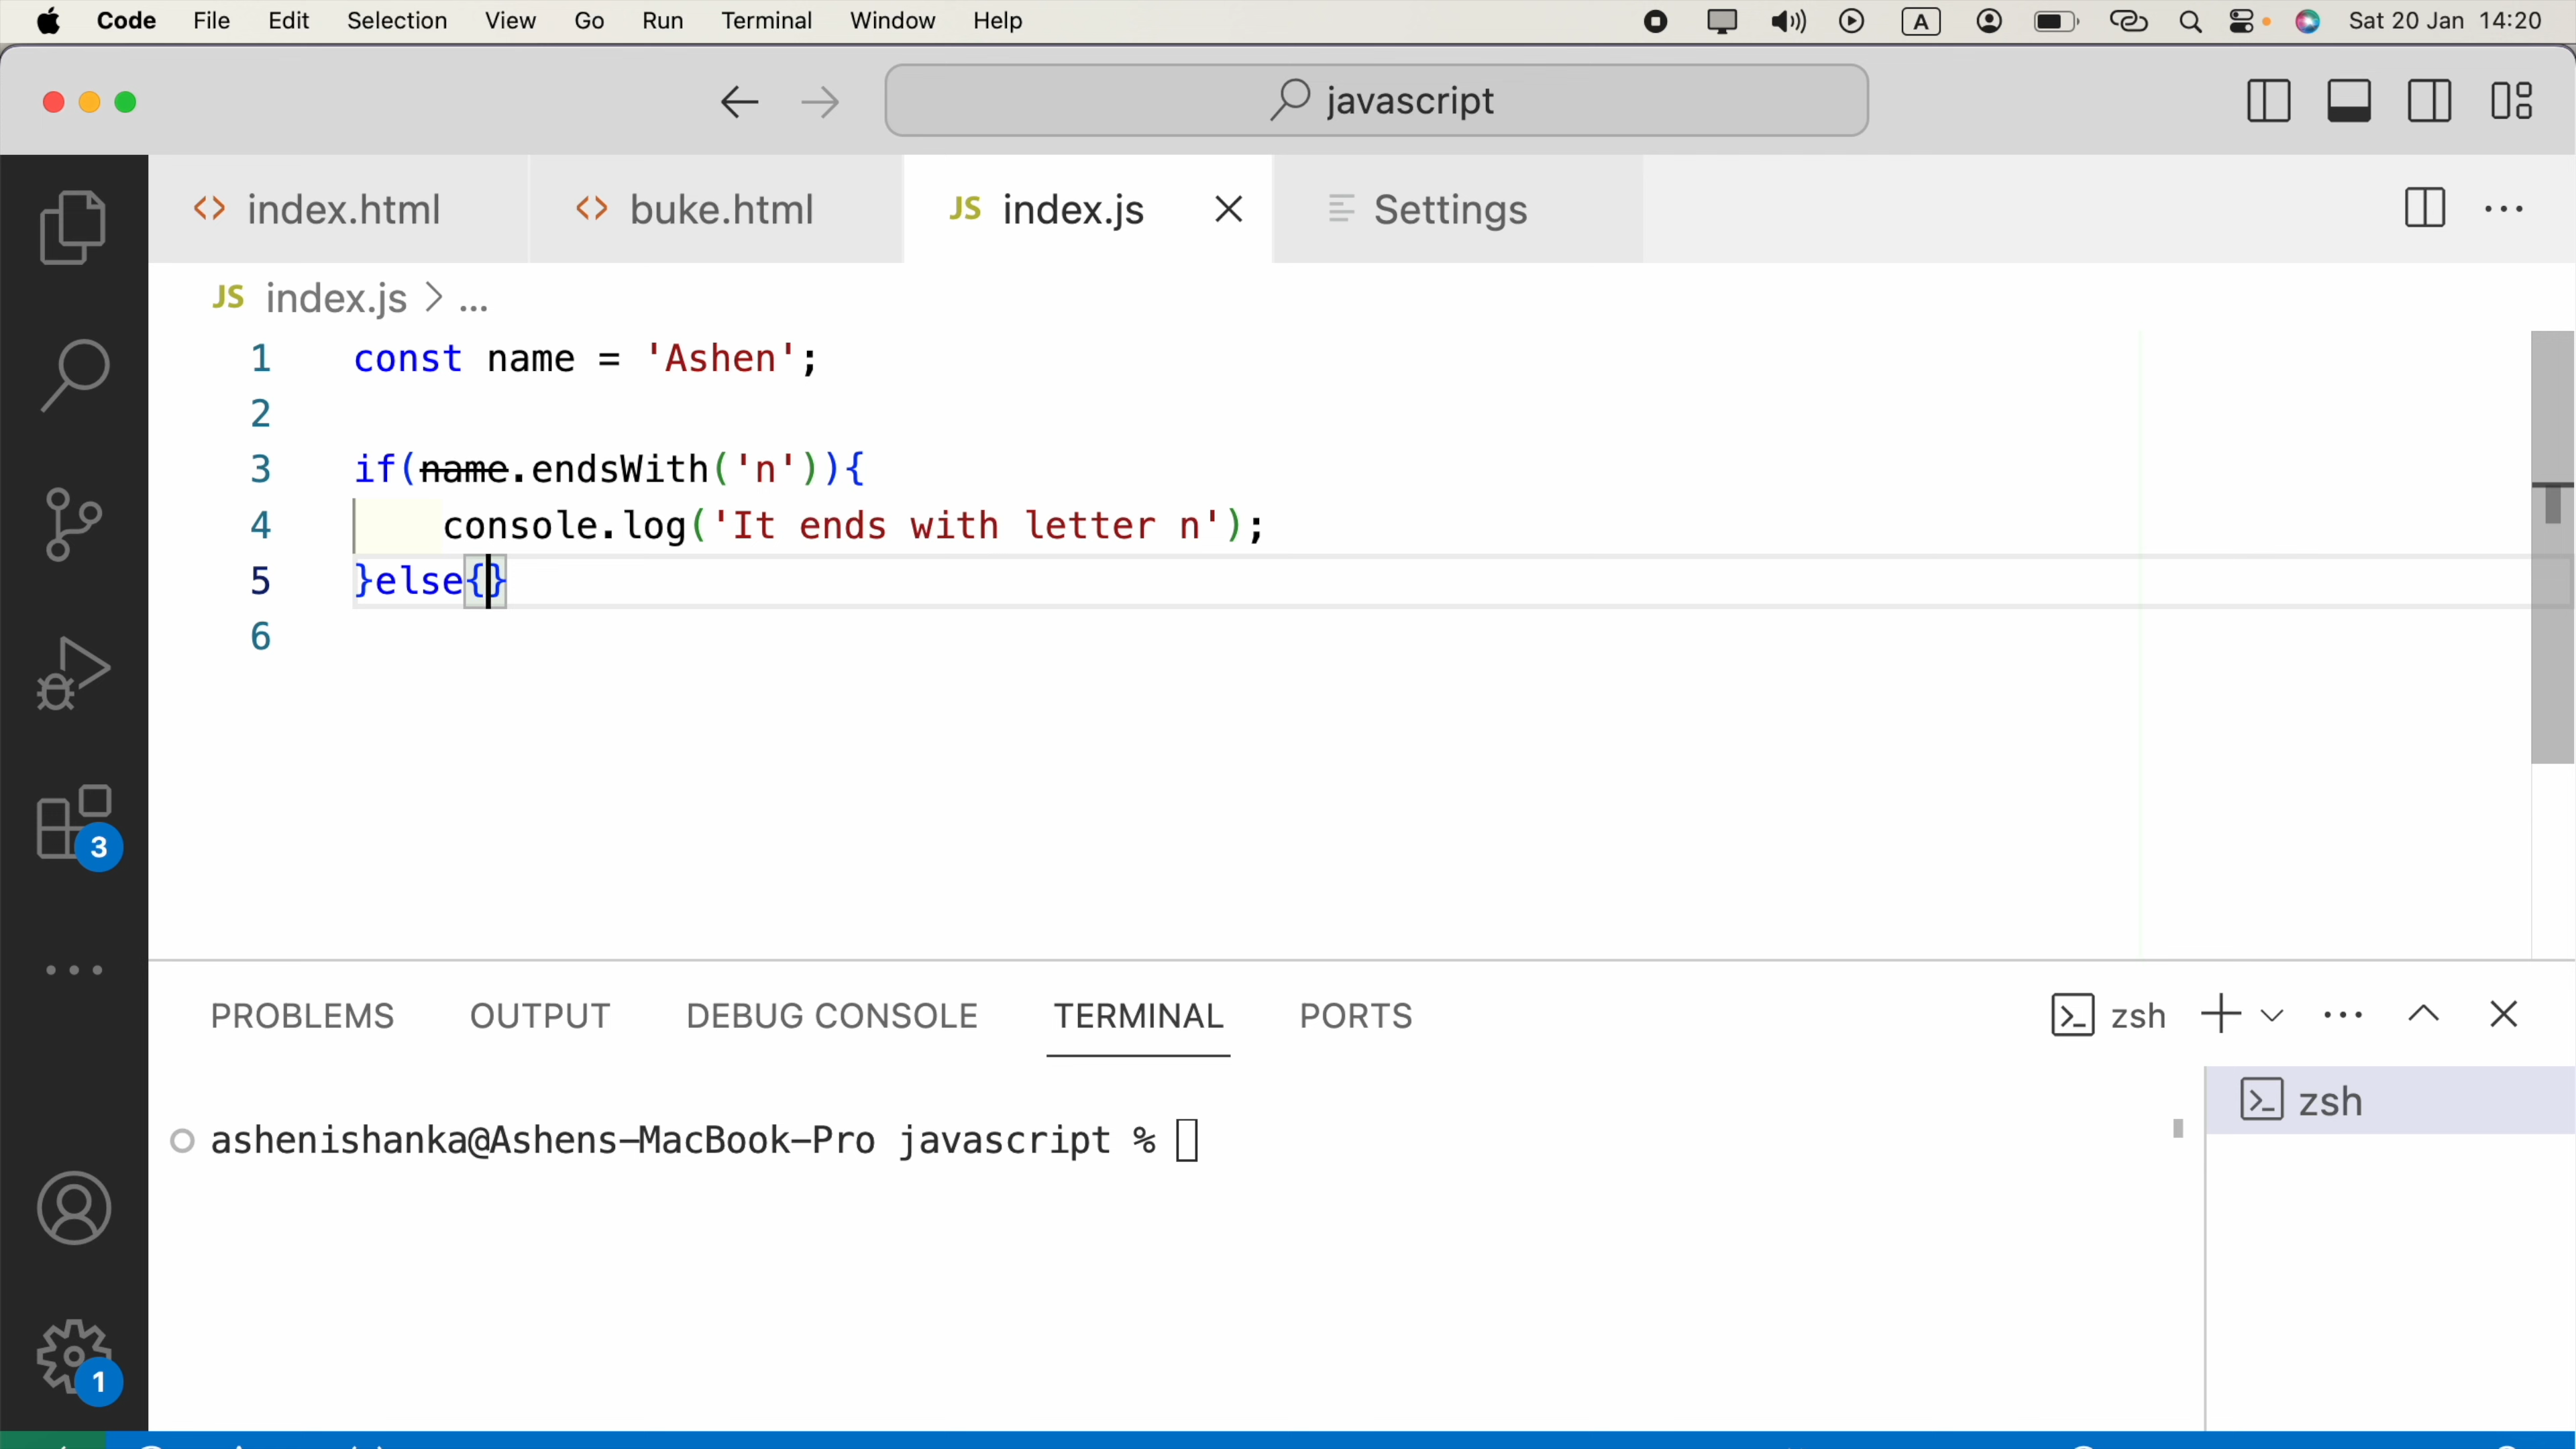 Code File Edit Selection View Go Run Terminal Window Help A Sat 20 Jan 14:20
javascript
index.html buke.html JS index.js Settings
JS index.js > ...
1 const name = 'Ashen';
2
3 if(name.endsWith('n')){
4 console.log('It ends with letter n');
5 }else{}
6
3
PROBLEMS OUTPUT DEBUG CONSOLE TERMINAL PORTS zsh
zsh
ashenishanka@Ashens-MacBook-Pro javascript %
1